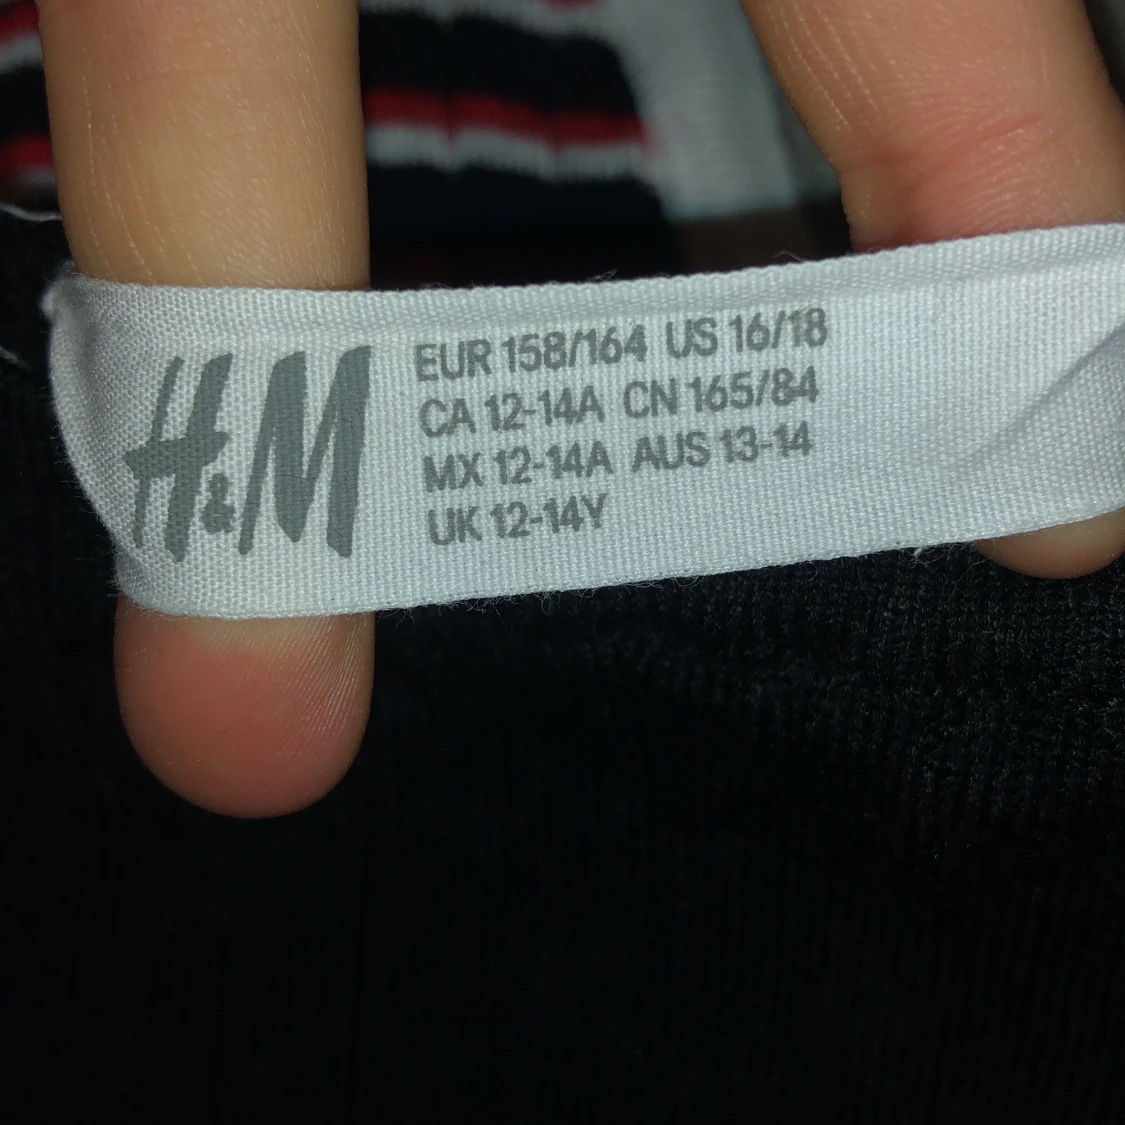 H&M
EUR 158/164 US 16/18
CA 12-14A CN 165/84
MX 12-14A AUS 13-14
UK 12-14Y